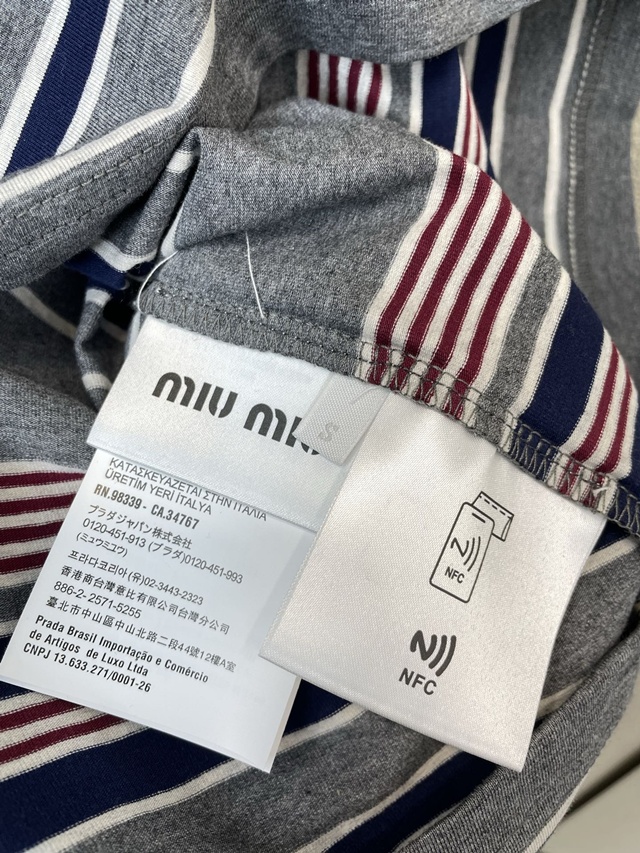 MIU MI
S
ΚΑΤΑΣΚΕΥΑΖΕΤΑΙ ΣΤΗΝ ΙΤΑΛΙΑ
ÜRETİM YERİ İTALYA
RN.98339 - CA.34767
プラダジャパン株式会社
0120-451-913 (プラダ)0120-451-993
(ミュウミュウ)
프라다코리아(유)02-3443-2323
香港商台灣意比有限公司台灣分公司
886-2-2571-5255
臺北市中山區中山北路二段44號12樓A室
Prada Brasil Importação e Comércio
de Artigos de Luxo Ltda
CNPJ 13.633.271/0001-26
NFC
NFC